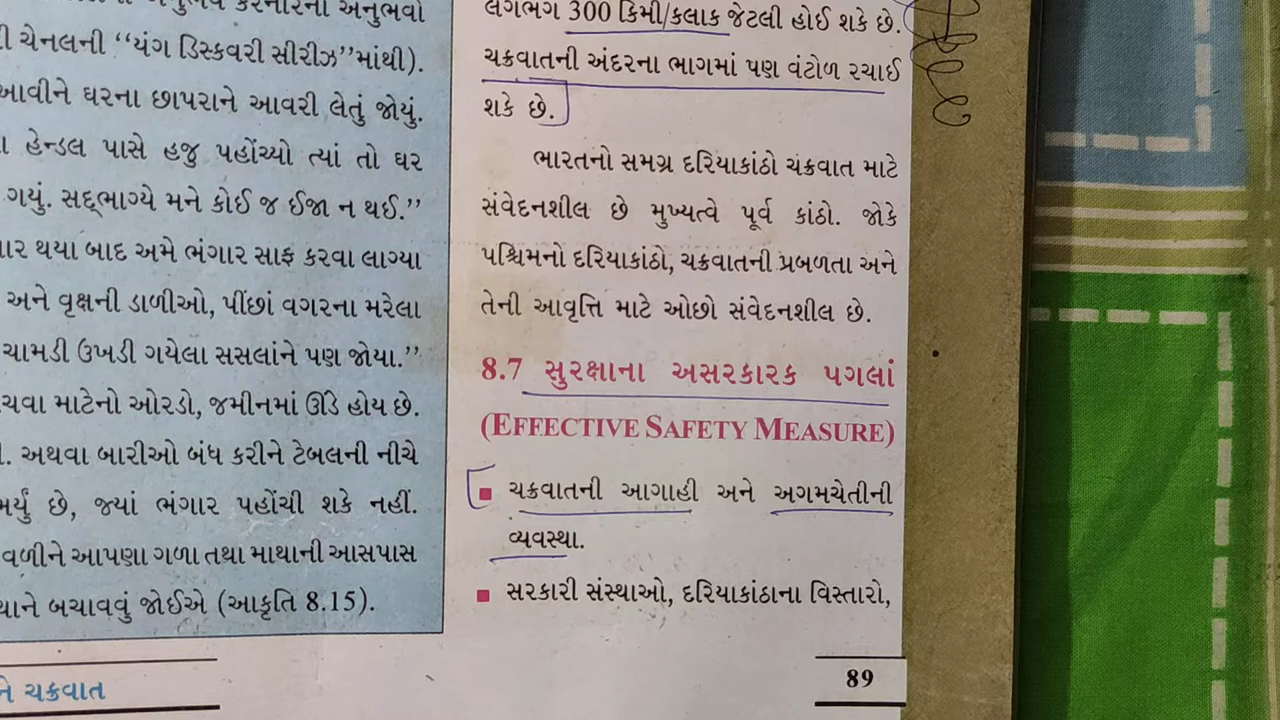 અનુભવો
ચેનલની “યંગ ડિસ્કવરી સીરીઝ”માંથી).
આવીને ઘરના છાપરાને આવરી લેતું જોયું.
હેન્ડલ પાસે હજુ પહોંચ્યો ત્યાં તો ઘર
ગયું. સદ્ભાગ્યે મને કોઈ જ ઈજા ન થઈ.”
થયા બાદ અમે ભંગાર સાફ કરવા લાગ્યા
અને વૃક્ષની ડાળીઓ, પીંછાં વગરના મરેલા
ચામડી ઉખડી ગયેલા સસલાંને પણ જોયા.”
માટેનો ઓરડો, જમીનમાં ઊંડે હોય છે.
અથવા બારીઓ બંધ કરીને ટેબલની નીચે
છે, જ્યાં ભંગાર પહોંચી શકે નહીં.
વળીને આપણા ગળા તથા માથાની આસપાસ
બચાવવું જોઈએ (આકૃતિ 8.15).
ચક્રવાત
લગભગ 300 કિમી/કલાક જેટલી હોઈ શકે છે.
ચક્રવાતની અંદરના ભાગમાં પણ વંટોળ રચાઈ
શકે છે.
ભારતનો સમગ્ર દરિયાકાંઠો ચક્રવાત માટે
સંવેદનશીલ છે મુખ્યત્વે પૂર્વ કાંઠો. જોકે
પશ્ચિમનો દરિયાકાંઠો, ચક્રવાતની પ્રબળતા અને
તેની આવૃત્તિ માટે ઓછો સંવેદનશીલ છે.
8.7 સુરક્ષાના અસરકારક પગલાં
(EFFECTIVE SAFETY MEASURE)
■ ચક્રવાતની આગાહી અને અગમચેતીની
વ્યવસ્થા.
■ સરકારી સંસ્થાઓ, દરિયાકાંઠાના વિસ્તારો,
89